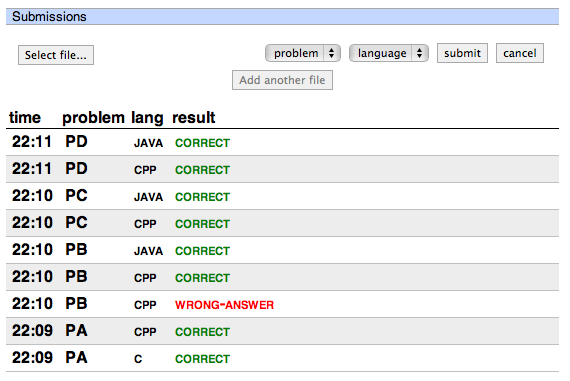 Submissions
Select file... problem language submit cancel
Add another file
time problem lang result
22:11 PD JAVA CORRECT
22:11 PD CPP CORRECT
22:10 PC JAVA CORRECT
22:10 PC CPP CORRECT
22:10 PB JAVA CORRECT
22:10 PB CPP CORRECT
22:10 PB CPP WRONG-ANSWER
22:09 PA CPP CORRECT
22:09 PA C CORRECT